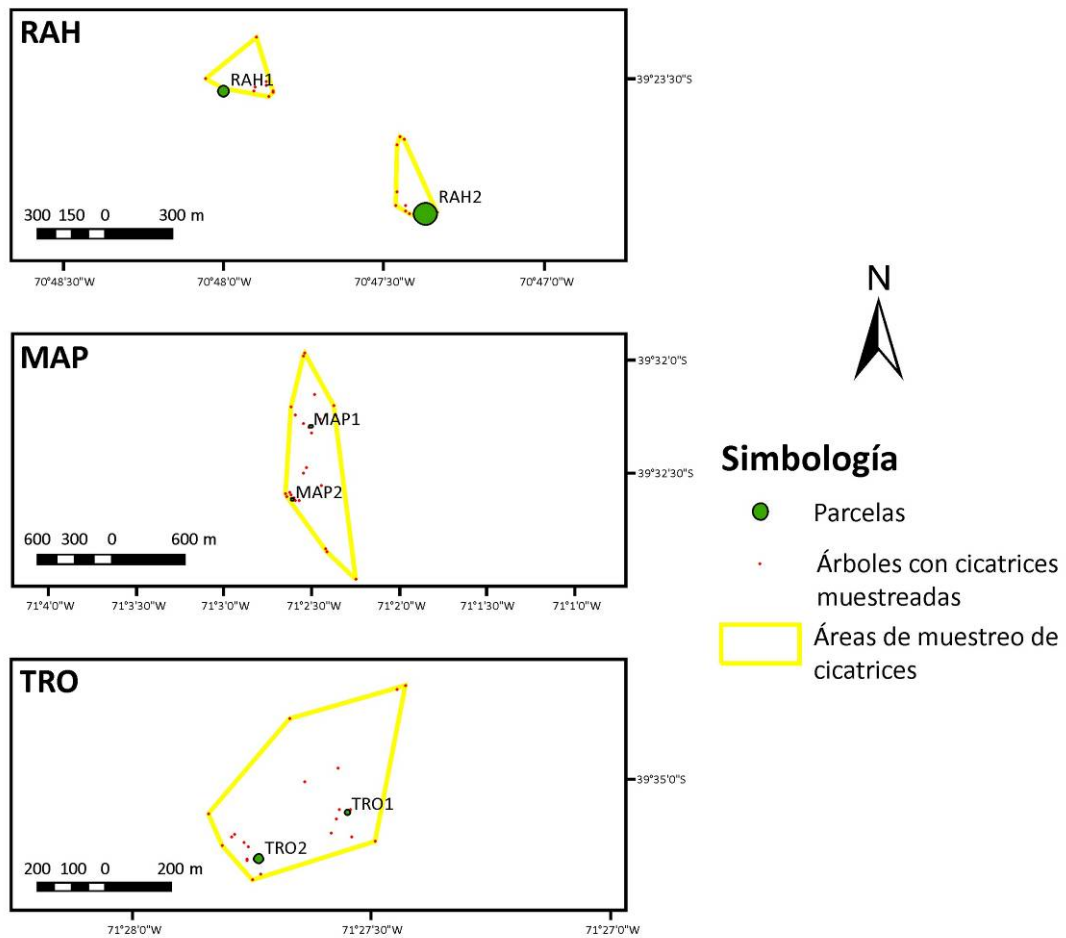 RAH
RAH1
39°23'30"S
RAH2
300 150 0 300 m
70°48'30"W 70°48'0"W 70°47'30"W 70°47'0"W
N
MAP
39°32'0"S
MAP1
39°32'30"S
MAP2
600 300 0 600 m
71°4'0"W 71°3'30"W 71°3'0"W 71°2'30"W 71°2'0"W 71°1'30"W 71°1'0"W
Simbología
Parcelas
Árboles con cicatrices
muestreadas
Áreas de muestreo de
cicatrices
TRO
39°35'0"S
TRO1
TRO2
200 100 0 200 m
71°28'0"W 71°27'30"W 71°27'0"W